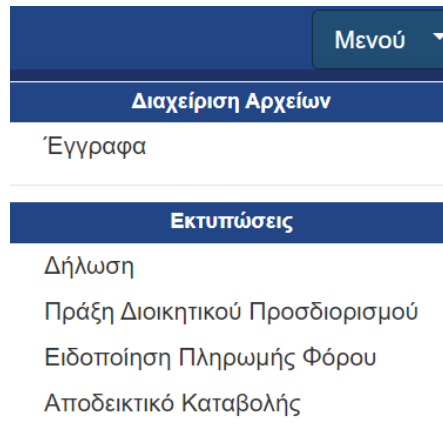 Μενού
Διαχείριση Αρχείων
Έγγραφα
Εκτυπώσεις
Δήλωση
Πράξη Διοικητικού Προσδιορισμού
Ειδοποίηση Πληρωμής Φόρου
Αποδεικτικό Καταβολής